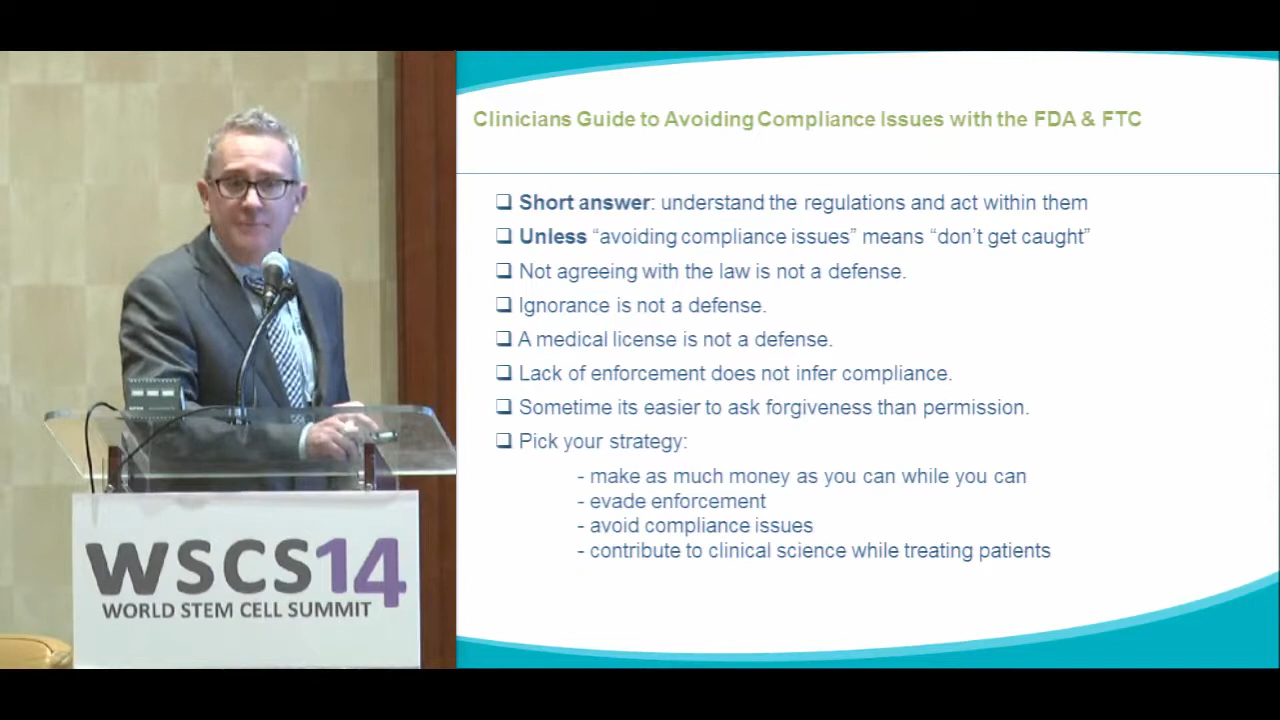 Clinicians Guide to Avoiding Compliance Issues with the FDA & FTC
❑ Short answer: understand the regulations and act within them
❑ Unless “avoiding compliance issues” means “don’t get caught”
❑ Not agreeing with the law is not a defense.
❑ Ignorance is not a defense.
❑ A medical license is not a defense.
❑ Lack of enforcement does not infer compliance.
❑ Sometime its easier to ask forgiveness than permission.
❑ Pick your strategy:
- make as much money as you can while you can
- evade enforcement
- avoid compliance issues
- contribute to clinical science while treating patients
WSCS14
WORLD STEM CELL SUMMIT